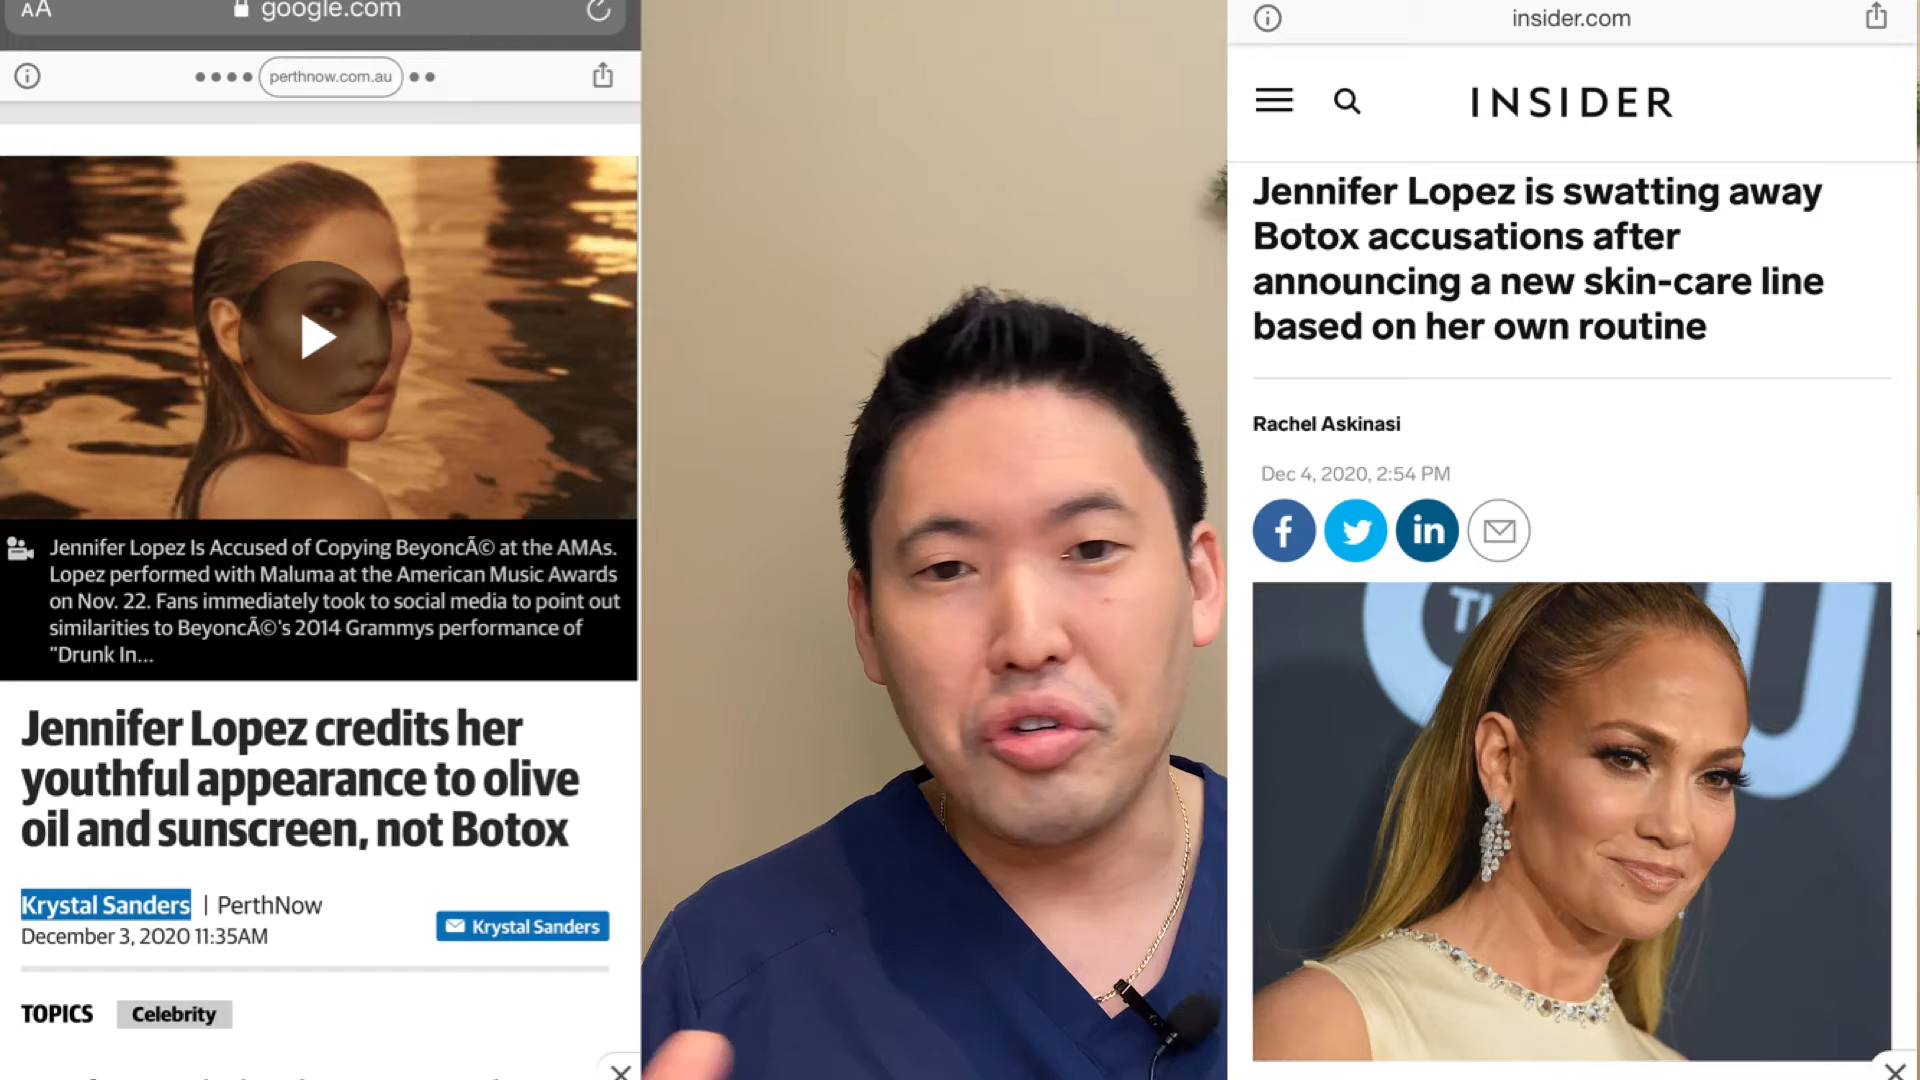 AA
google.com
perthnow.com.au
Jennifer Lopez Is Accused of Copying BeyoncÃ© at the AMAs.
Lopez performed with Maluma at the American Music Awards
on Nov. 22. Fans immediately took to social media to point out
similarities to BeyoncÃ©'s 2014 Grammys performance of
"Drunk In...
Jennifer Lopez credits her
youthful appearance to olive
oil and sunscreen, not Botox
Krystal Sanders | PerthNow
December 3, 2020 11:35AM
Krystal Sanders
TOPICS
Celebrity
insider.com
INSIDER
Jennifer Lopez is swatting away
Botox accusations after
announcing a new skin-care line
based on her own routine
Rachel Askinasi
Dec 4, 2020, 2:54 PM